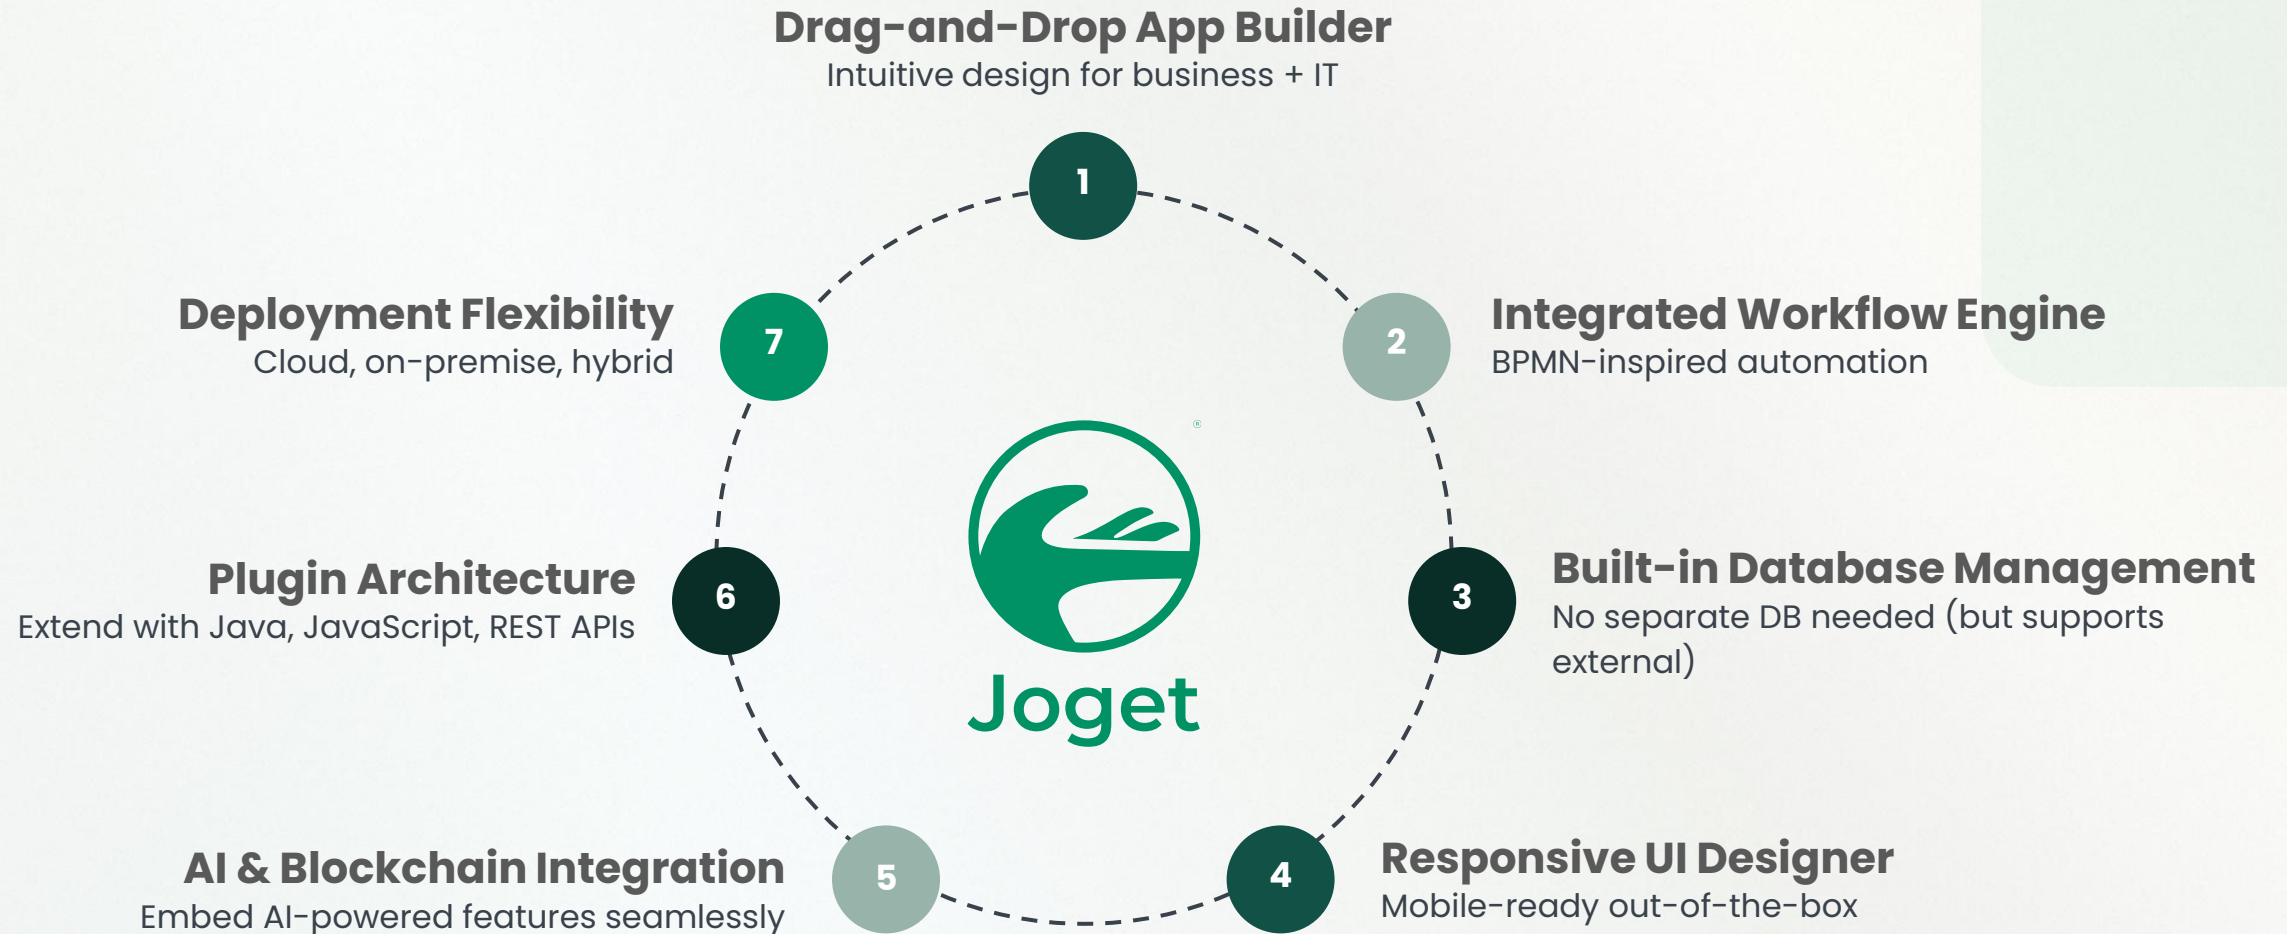 Drag-and-Drop App Builder
Intuitive design for business + IT
1
Integrated Workflow Engine
BPMN-inspired automation
2
Built-in Database Management
No separate DB needed (but supports
external)
3
Responsive UI Designer
Mobile-ready out-of-the-box
4
AI & Blockchain Integration
Embed AI-powered features seamlessly
5
Plugin Architecture
Extend with Java, JavaScript, REST APIs
6
Deployment Flexibility
Cloud, on-premise, hybrid
7
®
Joget